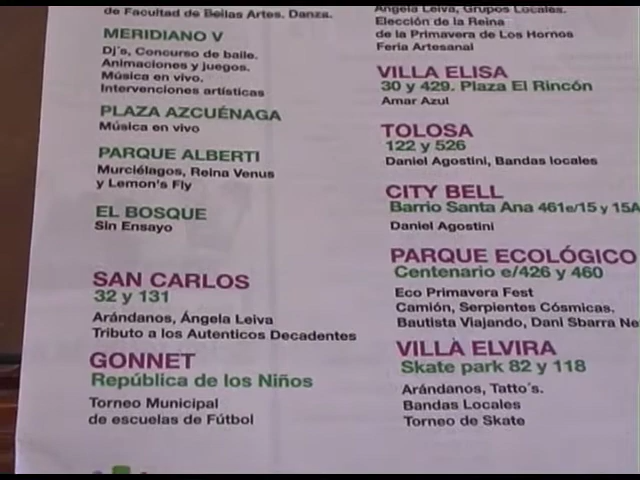 de Facultad de Bellas Artes. Danza.
MERIDIANO V
Dj´s, Concurso de baile.
Animaciones y juegos.
Música en vivo.
Intervenciones artísticas
PLAZA AZCUÉNAGA
Música en vivo
PARQUE ALBERTI
Murciélagos, Reina Venus
y Lemon's Fly
EL BOSQUE
Sin Ensayo
SAN CARLOS
32 y 131
Arándanos, Ángela Leiva
Tributo a los Autenticos Decadentes
GONNET
República de los Niños
Torneo Municipal
de escuelas de Fútbol
Angela Leiva, Grupos Locales.
Elección de la Reina
de la Primavera de Los Hornos
Feria Artesanal
VILLA ELISA
30 y 429. Plaza El Rincón
Amar Azul
TOLOSA
122 y 526
Daniel Agostini, Bandas locales
CITY BELL
Barrio Santa Ana 461e/15 y 15A
Daniel Agostini
PARQUE ECOLÓGICO
Centenario e/426 y 460
Eco Primavera Fest
Camión, Serpientes Cósmicas.
Bautista Viajando, Dani Sbarra Ne
VILLA ELVIRA
Skate park 82 y 118
Arándanos, Tatto´s.
Bandas Locales
Torneo de Skate